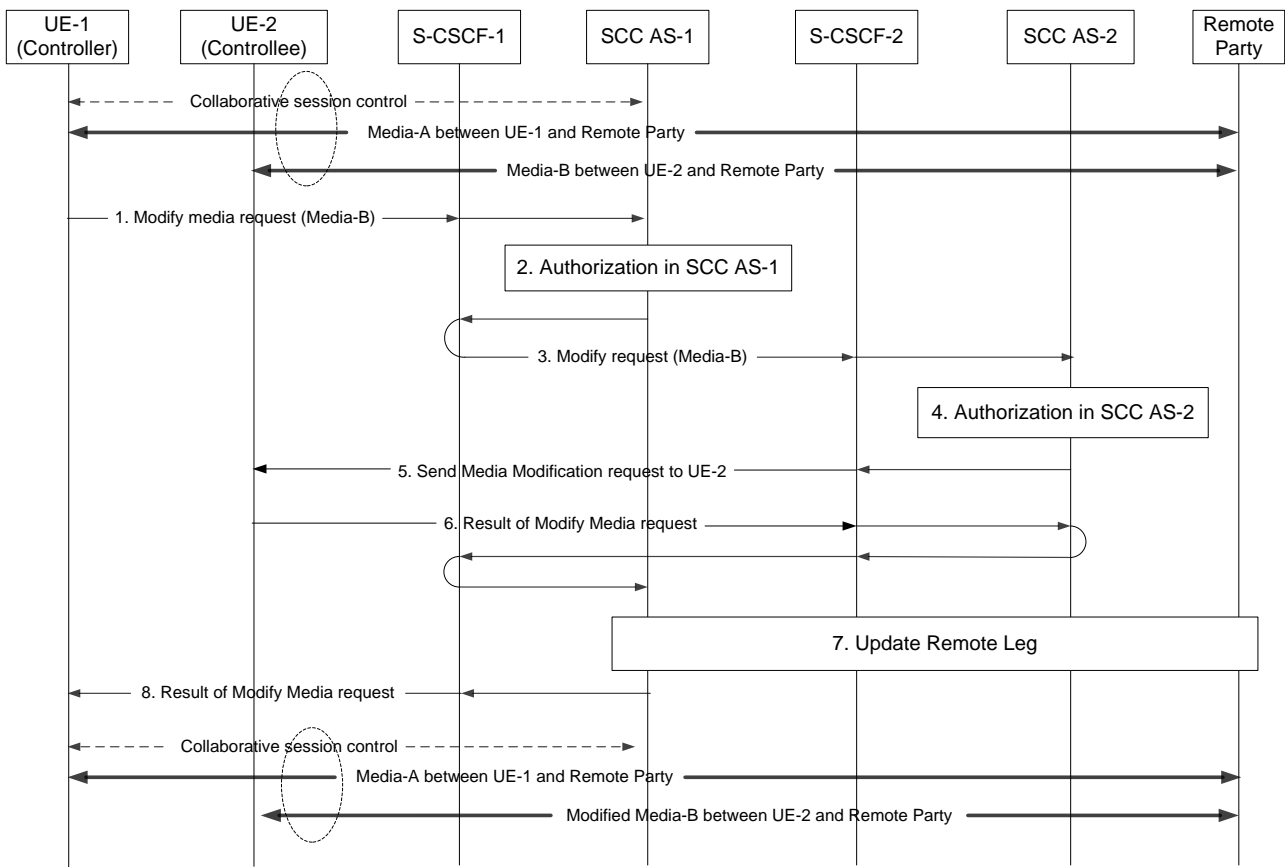 UE-1
(Controller)
UE-2
(Controllee)
S-CSCF-1
SCC AS-1
S-CSCF-2
SCC AS-2
Remote
Party
Collaborative session control
Media-A between UE-1 and Remote Party
Media-B between UE-2 and Remote Party
1. Modify media request (Media-B)
2. Authorization in SCC AS-1
3. Modify request (Media-B)
4. Authorization in SCC AS-2
5. Send Media Modification request to UE-2
6. Result of Modify Media request
7. Update Remote Leg
8. Result of Modify Media request
Collaborative session control
Media-A between UE-1 and Remote Party
Modified Media-B between UE-2 and Remote Party